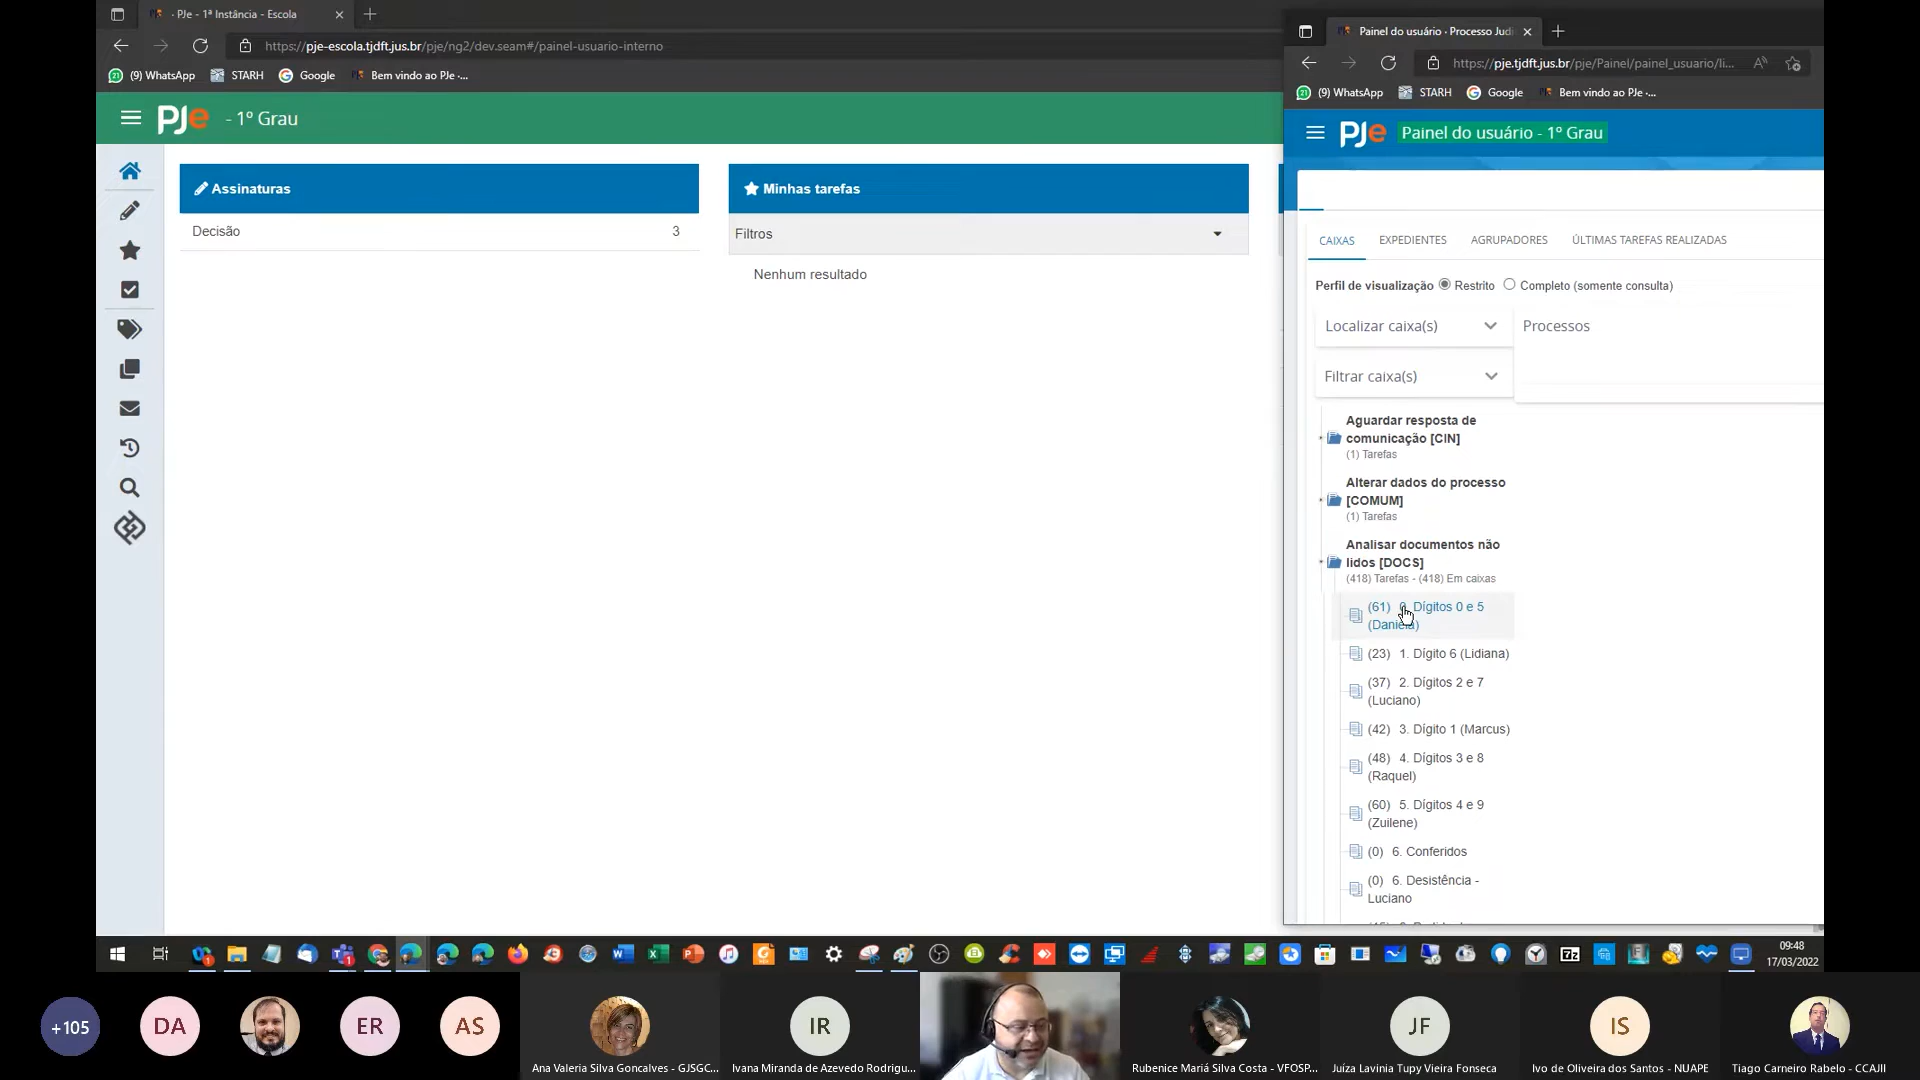 · PJe - 1ª Instância - Escola
https://pje-escola.tjdft.jus.br/pje/ng2/dev.seam#/painel-usuario-interno
(9) WhatsApp
STARH
Google
Bem vindo ao PJe -...
PJe - 1º Grau
Assinaturas
Decisão 3
Minhas tarefas
Filtros
Nenhum resultado
Painel do usuário · Processo Judi
https://pje.tjdft.jus.br/pje/Painel/painel_usuario/li...
(9) WhatsApp
STARH
Google
Bem vindo ao PJe -...
PJe Painel do usuário - 1º Grau
CAIXAS
EXPEDIENTES
AGRUPADORES
ÚLTIMAS TAREFAS REALIZADAS
Perfil de visualização Restrito Completo (somente consulta)
Localizar caixa(s)
Processos
Filtrar caixa(s)
Aguardar resposta de
comunicação [CIN]
(1) Tarefas
Alterar dados do processo
[COMUM]
(1) Tarefas
Analisar documentos não
lidos [DOCS]
(418) Tarefas - (418) Em caixas
(61) 0. Dígitos 0 e 5
(Daniela)
(23) 1. Dígito 6 (Lidiana)
(37) 2. Dígitos 2 e 7
(Luciano)
(42) 3. Dígito 1 (Marcus)
(48) 4. Dígitos 3 e 8
(Raquel)
(60) 5. Dígitos 4 e 9
(Zuilene)
(0) 6. Conferidos
(0) 6. Desistência -
Luciano
09:48
17/03/2022
+105
DA
ER
AS
Ana Valeria Silva Goncalves - GJSGC...
IR
Ivana Miranda de Azevedo Rodrigu...
Rubenice Mariá Silva Costa - VFOSP...
JF
Juíza Lavinia Tupy Vieira Fonseca
IS
Ivo de Oliveira dos Santos - NUAPE
Tiago Carneiro Rabelo - CCAJII